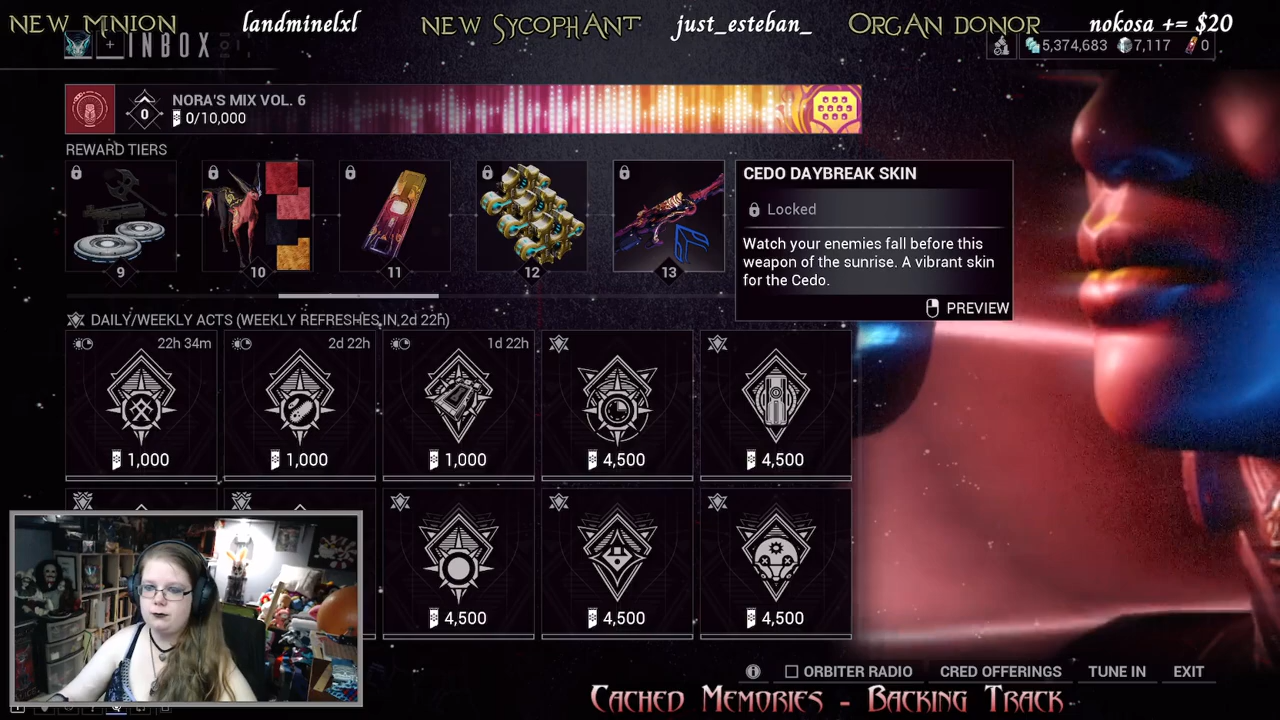 NEW MINION landminelxl NEW SYCOPHANT just_esteban_ ORGAN DONOR nokosa += $20
+ INBOX
5,374,683 7,117 0
NORA'S MIX VOL. 6
0
0/10,000
REWARD TIERS
9 10 11 12 13
CEDO DAYBREAK SKIN
Locked
Watch your enemies fall before this
weapon of the sunrise. A vibrant skin
for the Cedo.
PREVIEW
DAILY/WEEKLY ACTS (WEEKLY REFRESHES IN 2d 22h)
22h 34m 2d 22h 1d 22h
1,000 1,000 1,000 4,500 4,500
4,500 4,500 4,500
ORBITER RADIO CRED OFFERINGS TUNE IN EXIT
CACHED MEMORIES - BACKING TRACK